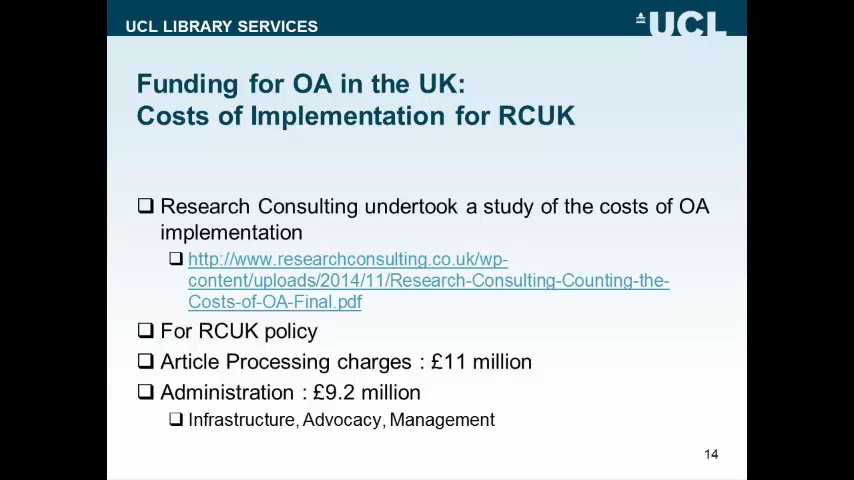 UCL LIBRARY SERVICES
UCL
Funding for OA in the UK:
Costs of Implementation for RCUK
Research Consulting undertook a study of the costs of OA
implementation
http://www.researchconsulting.co.uk/wp-
content/uploads/2014/11/Research-Consulting-Counting-the-
Costs-of-OA-Final.pdf
For RCUK policy
Article Processing charges : £11 million
Administration : £9.2 million
Infrastructure, Advocacy, Management
14